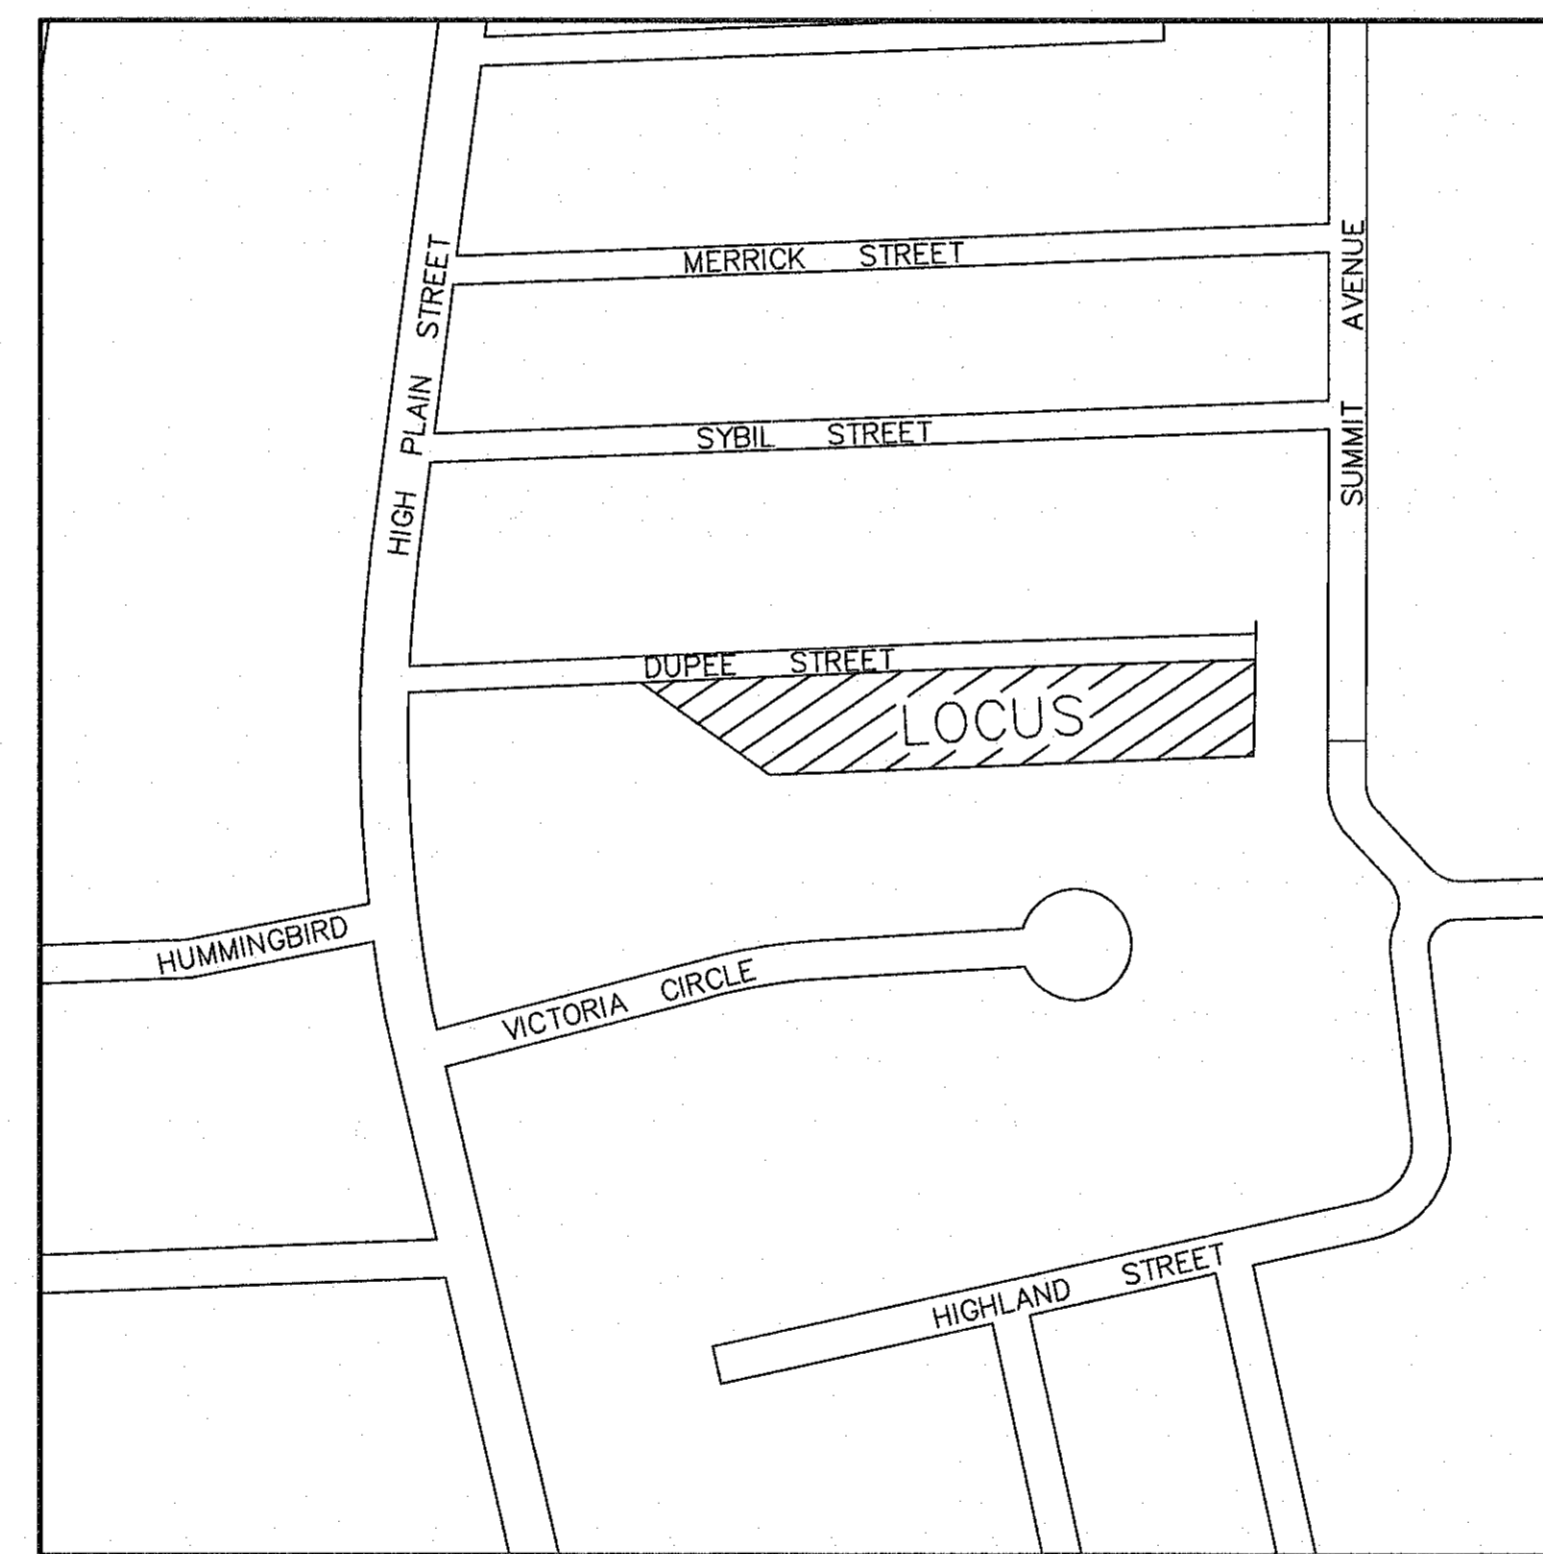 MERRICK STREET
HIGH PLAIN STREET
SUMMIT AVENUE
SYBIL STREET
DUPEE STREET
LOCUS
HUMMINGBIRD
VICTORIA CIRCLE
HIGHLAND STREET